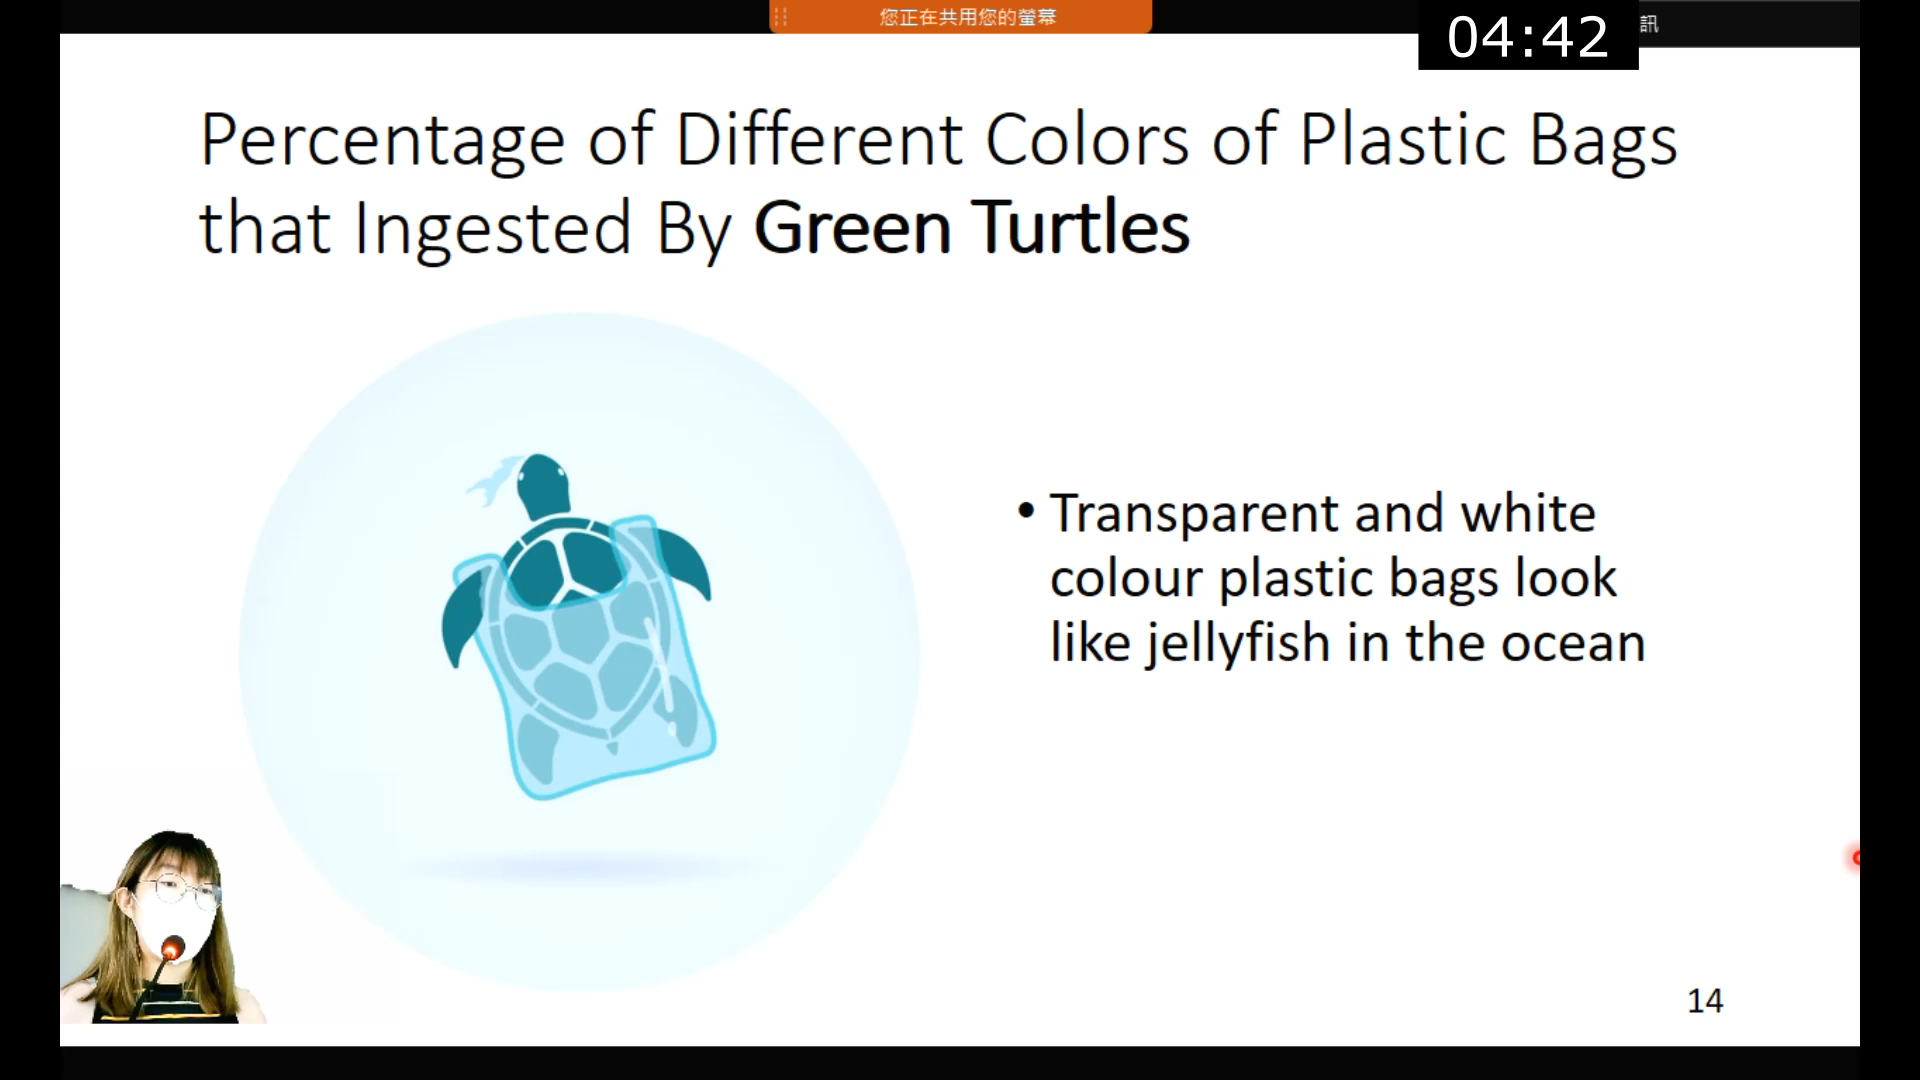 您正在共用您的螢幕
訊
04:42
Percentage of Different Colors of Plastic Bags
that Ingested By Green Turtles
• Transparent and white
colour plastic bags look
like jellyfish in the ocean
14